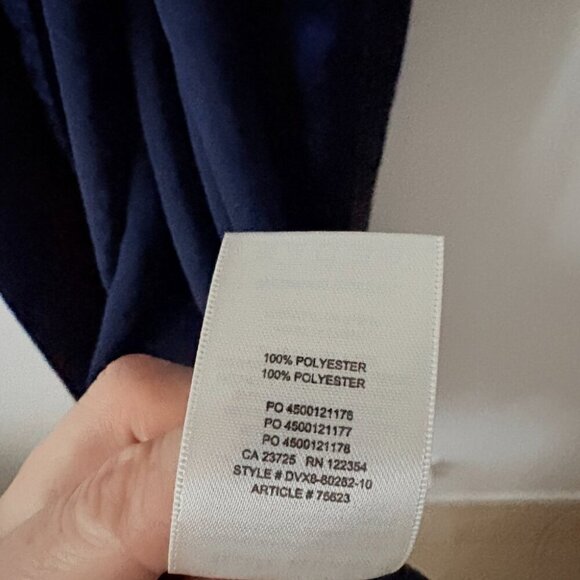 100% POLYESTER
100% POLYESTER
PO 4500121176
PO 4500121177
PO 4500121178
CA 23725 RN 122354
STYLE # DVX8-80282-10
ARTICLE # 75623